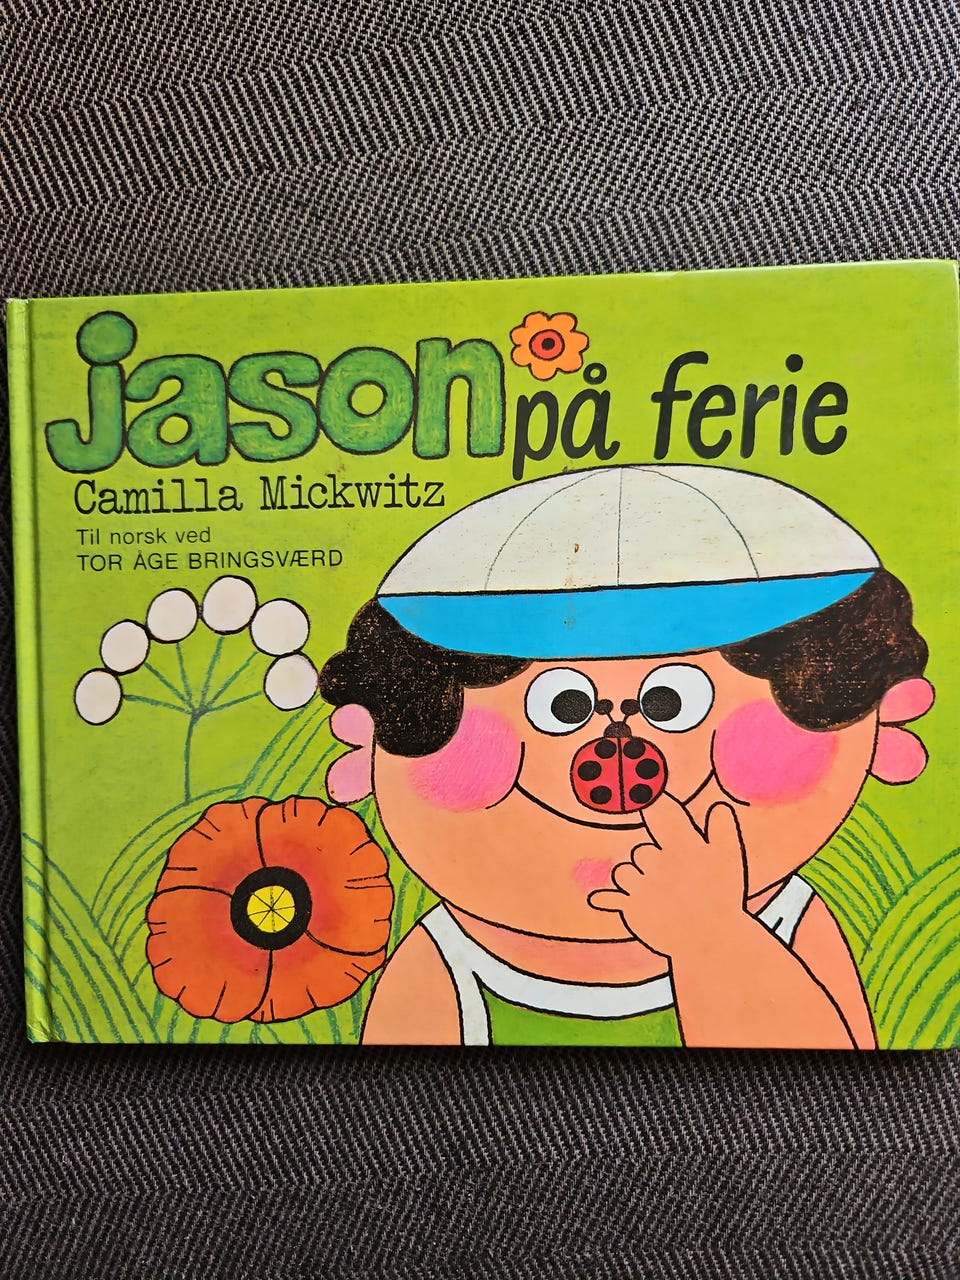 jason på ferie
Camilla Mickwitz
Til norsk ved
TOR ÅGE BRINGSVÆRD